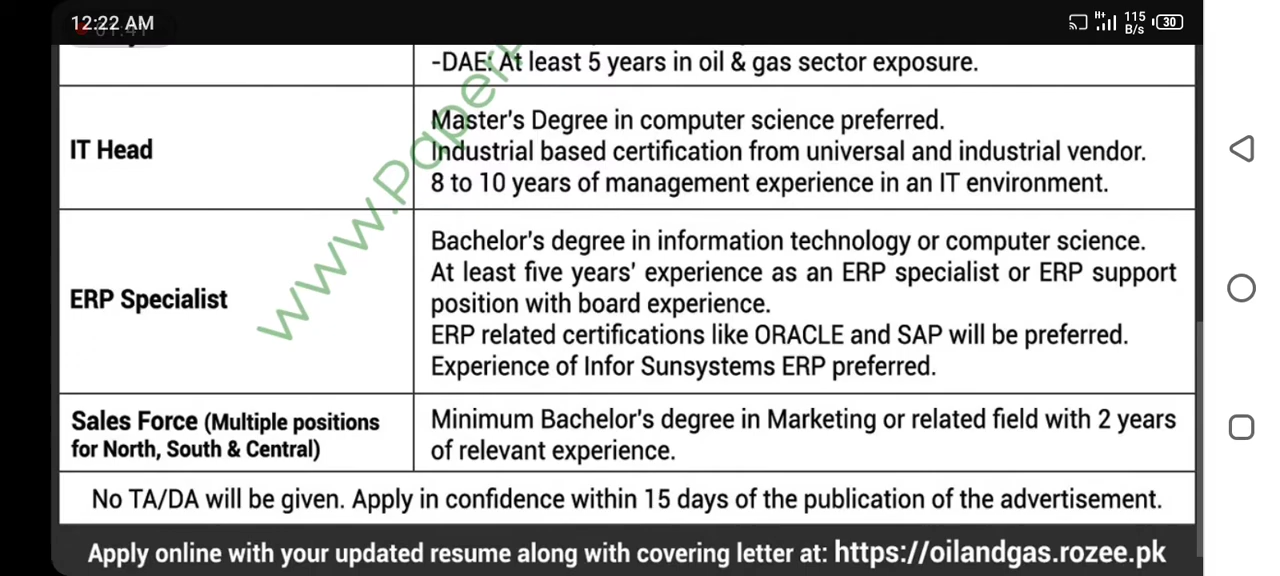 12:22 AM
01:41
H+
115
B/s
30
-DAE: At least 5 years in oil & gas sector exposure.
IT Head
Master's Degree in computer science preferred.
Industrial based certification from universal and industrial vendor.
8 to 10 years of management experience in an IT environment.
www.Paper
ERP Specialist
Bachelor's degree in information technology or computer science.
At least five years' experience as an ERP specialist or ERP support
position with board experience.
ERP related certifications like ORACLE and SAP will be preferred.
Experience of Infor Sunsystems ERP preferred.
Sales Force (Multiple positions
for North, South & Central)
Minimum Bachelor's degree in Marketing or related field with 2 years
of relevant experience.
No TA/DA will be given. Apply in confidence within 15 days of the publication of the advertisement.
Apply online with your updated resume along with covering letter at: https://oilandgas.rozee.pk